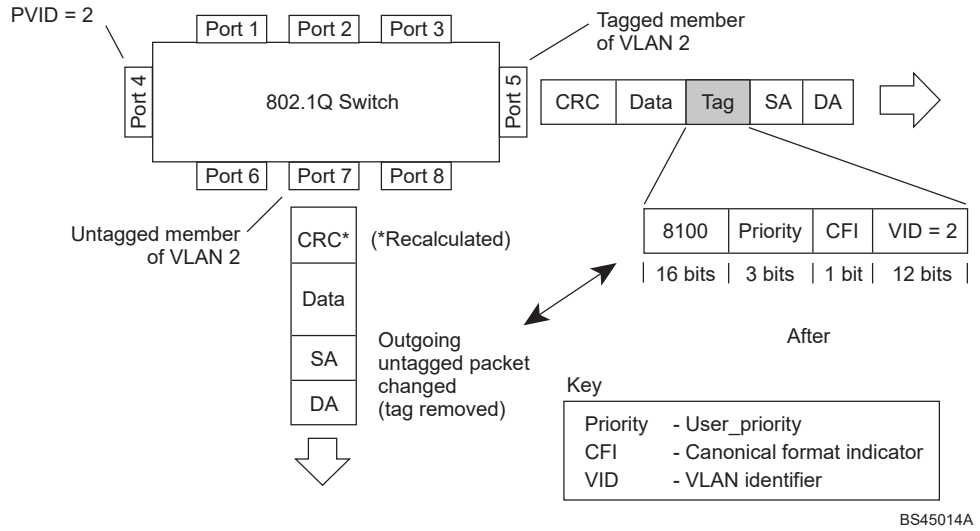 PVID = 2
Port 1
Port 2
Port 3
Tagged member
of VLAN 2
Port 4
802.1Q Switch
Port 5
CRC
Data
Tag
SA
DA
Port 6
Port 7
Port 8
Untagged member
of VLAN 2
CRC*
(*Recalculated)
8100
Priority
CFI
VID = 2
16 bits
3 bits
1 bit
12 bits
Data
SA
DA
Outgoing
untagged packet
changed
(tag removed)
After
Key
Priority - User_priority
CFI - Canonical format indicator
VID - VLAN identifier
BS45014A